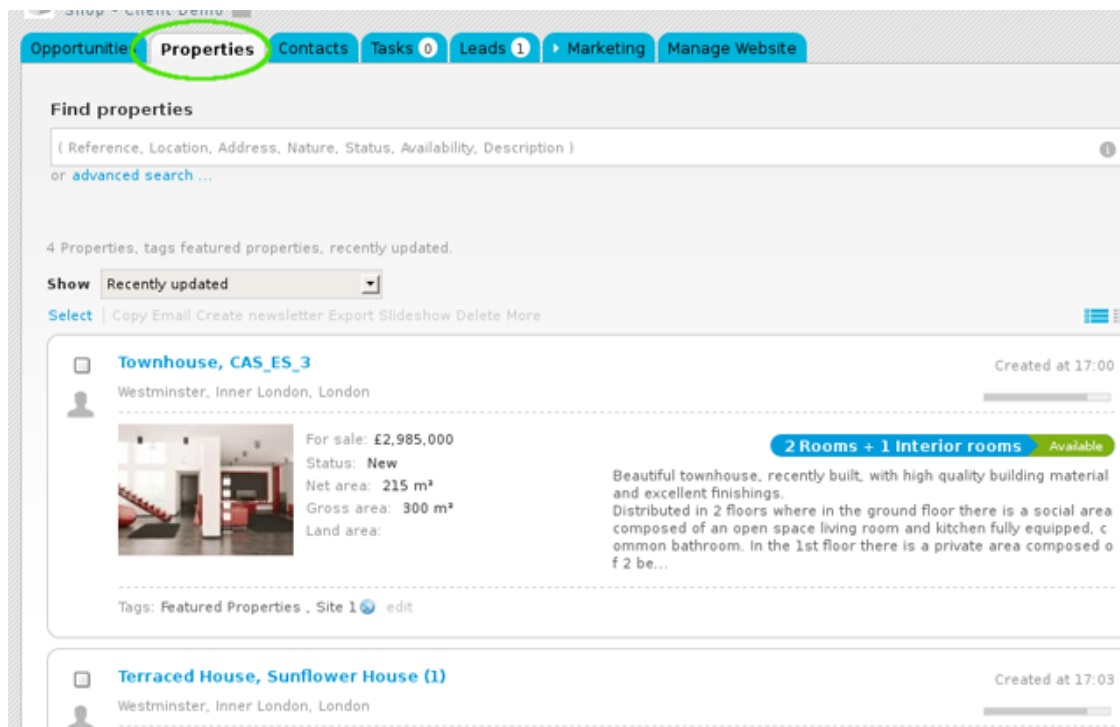 Shop - Client Demo
Opportunitie Properties Contacts Tasks 0 Leads 1 Marketing Manage Website
Find properties
( Reference, Location, Address, Nature, Status, Availability, Description )
or advanced search ...
4 Properties, tags featured properties, recently updated.
Show Recently updated
Select | Copy Email Create newsletter Export Slideshow Delete More
Townhouse, CAS_ES_3
Created at 17:00
Westminster, Inner London, London
For sale: £2,985,000
Status: New
Net area: 215 m²
Gross area: 300 m²
Land area:
2 Rooms + 1 Interior rooms Available
Beautiful townhouse, recently built, with high quality building material
and excellent finishings.
Distributed in 2 floors where in the ground floor there is a social area
composed of an open space living room and kitchen fully equipped, c
ommon bathroom. In the 1st floor there is a private area composed o
f 2 be...
Tags: Featured Properties , Site 1 edit
Terraced House, Sunflower House (1)
Created at 17:03
Westminster, Inner London, London